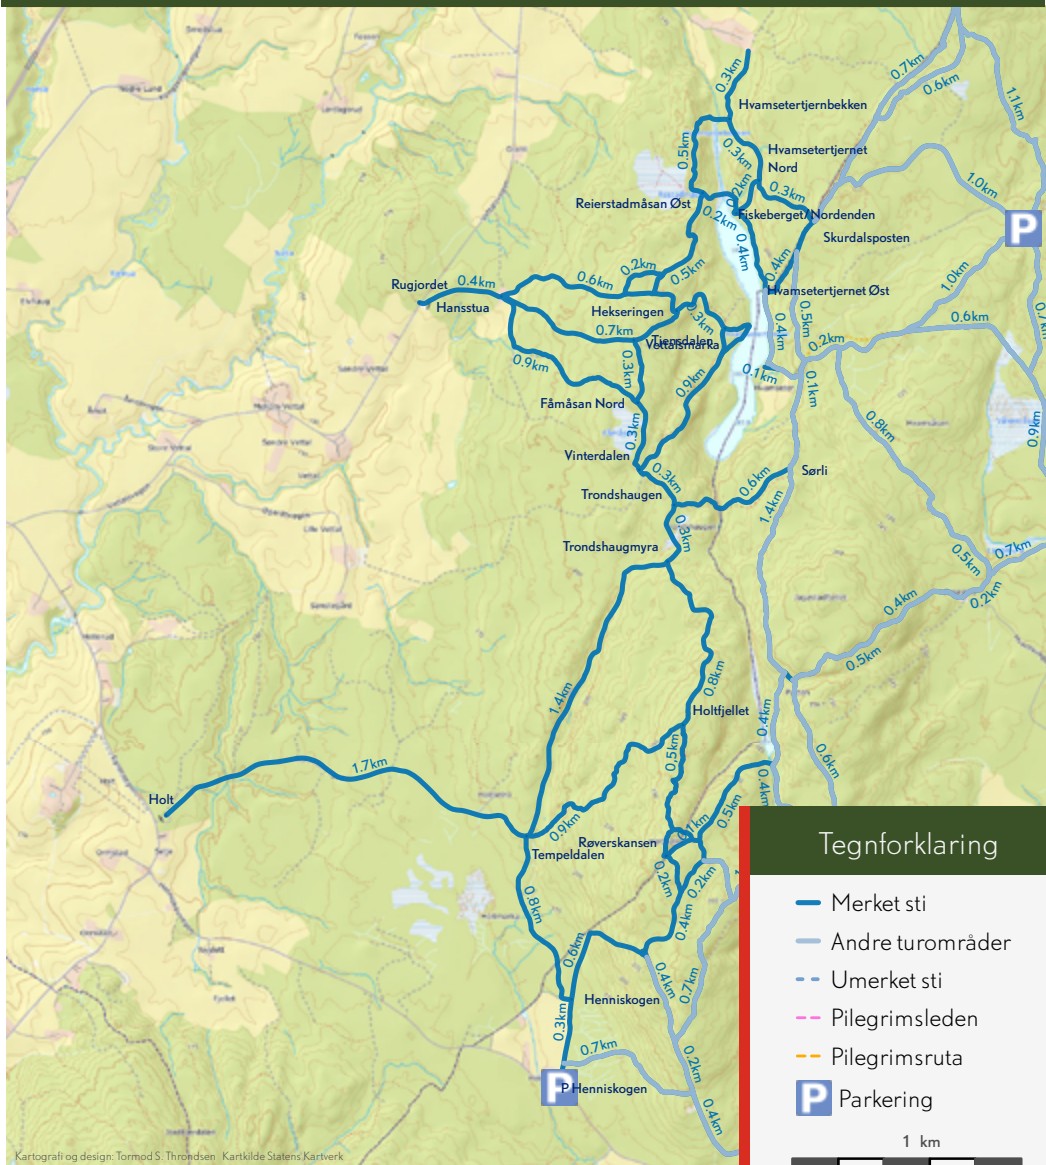 0.3km
0.7km
0.6km
1.1km
Hvamsetertjernbekken
0.5km
0.3km
Hvamsetertjernet
Nord
0.2km
0.3km
1.0km
Reierstadmåsan Øst
0.2km
Fiskeberget/Nordenden
P
Skurdalsposten
0.4km
0.4km
0.2km
0.5km
1.0km
Rugjordet
0.4km
0.6km
Hvamsetertjernet Øst
Hansstua
Hekseringen
0.3km
0.4km
0.5km
0.6km
0.7km
0.7km
Tjernsdalen
Vettalsmarka
0.2km
0.9km
0.3km
0.9km
0.1km
0.1km
Fåmåsan Nord
0.3km
0.8km
0.9km
Vinterdalen
0.3km
0.6km
Sørli
Trondshaugen
1.4km
0.3km
Trondshaugmyra
0.5km
0.7km
0.2km
0.4km
0.5km
1.4km
0.8km
Holtfjellet
0.4km
0.6km
0.5km
1.7km
0.4km
Holt
0.9km
0.1km
0.5km
Røverskansen
Tempeldalen
0.2km
0.2km
0.8km
0.4km
0.6km
0.4km
0.7km
Henniskogen
0.3km
0.7km
0.2km
P
P Henniskogen
0.4km
Tegnforklaring
Merket sti
Andre turområder
Umerket sti
Pilegrimsleden
Pilegrimsruta
P Parkering
1 km
Kartografi og design: Tormod S. Throndsen Kartkilde Statens Kartverk